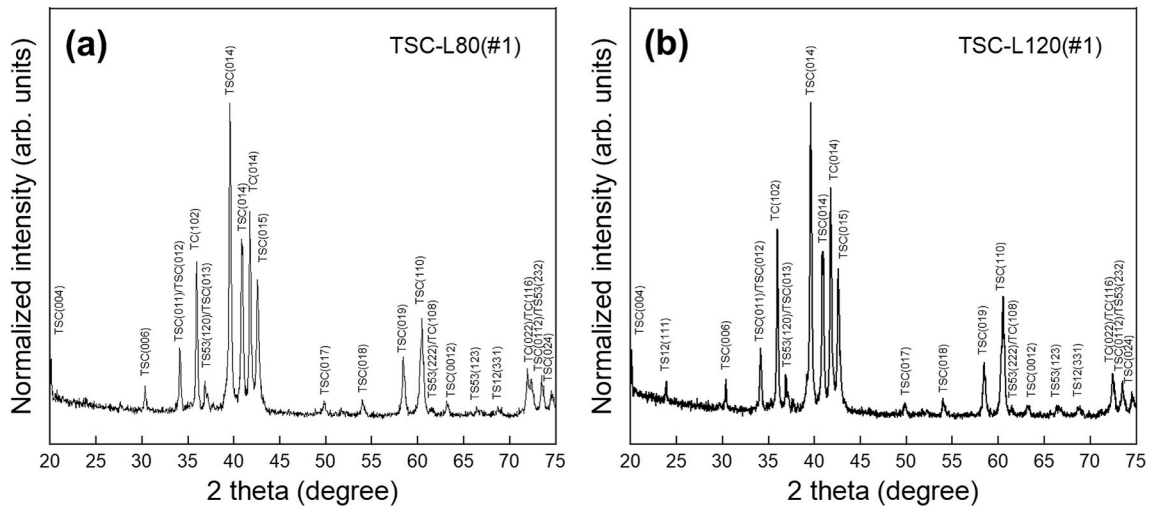 (a)
TSC-L80(#1)
Normalized intensity (arb. units)
TSC(004)
TSC(006)
TSC(011)/TSC(012)
TC(102)
TS53(120)/TSC(013)
TSC(014)
TSC(014)
TC(014)
TSC(015)
TSC(017)
TSC(018)
TSC(019)
TSC(110)
TS53(222)/TC(108)
TSC(0012)
TS53(123)
TS12(331)
TC(022)/TC(116)
TSC(0112)/TS53(232)
TSC(024)
20 25 30 35 40 45 50 55 60 65 70 75
2 theta (degree)
(b)
TSC-L120(#1)
Normalized intensity (arb. units)
TSC(004)
TS12(111)
TSC(006)
TSC(011)/TSC(012)
TC(102)
TS53(120)/TSC(013)
TSC(014)
TSC(014)
TC(014)
TSC(015)
TSC(017)
TSC(018)
TSC(019)
TSC(110)
TS53(222)/TC(108)
TSC(0012)
TS53(123)
TS12(331)
TC(022)/TC(116)
TSC(0112)/TS53(232)
TSC(024)
20 25 30 35 40 45 50 55 60 65 70 75
2 theta (degree)